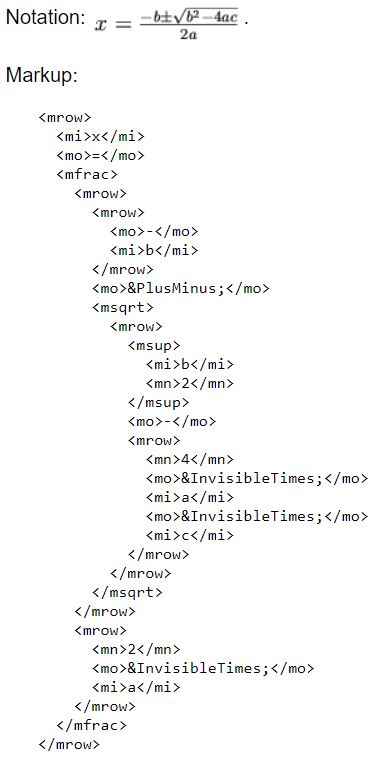 Notation: x = \frac{-b±\sqrt{b²-4ac}}{2a} .
Markup:
<mrow>
  <mi>x</mi>
  <mo>=</mo>
  <mfrac>
    <mrow>
      <mrow>
        <mo>-</mo>
        <mi>b</mi>
      </mrow>
      <mo>&PlusMinus;</mo>
      <msqrt>
        <mrow>
          <msup>
            <mi>b</mi>
            <mn>2</mn>
          </msup>
          <mo>-</mo>
          <mrow>
            <mn>4</mn>
            <mo>&InvisibleTimes;</mo>
            <mi>a</mi>
            <mo>&InvisibleTimes;</mo>
            <mi>c</mi>
          </mrow>
        </mrow>
      </msqrt>
    </mrow>
    <mrow>
      <mn>2</mn>
      <mo>&InvisibleTimes;</mo>
      <mi>a</mi>
    </mrow>
  </mfrac>
</mrow>